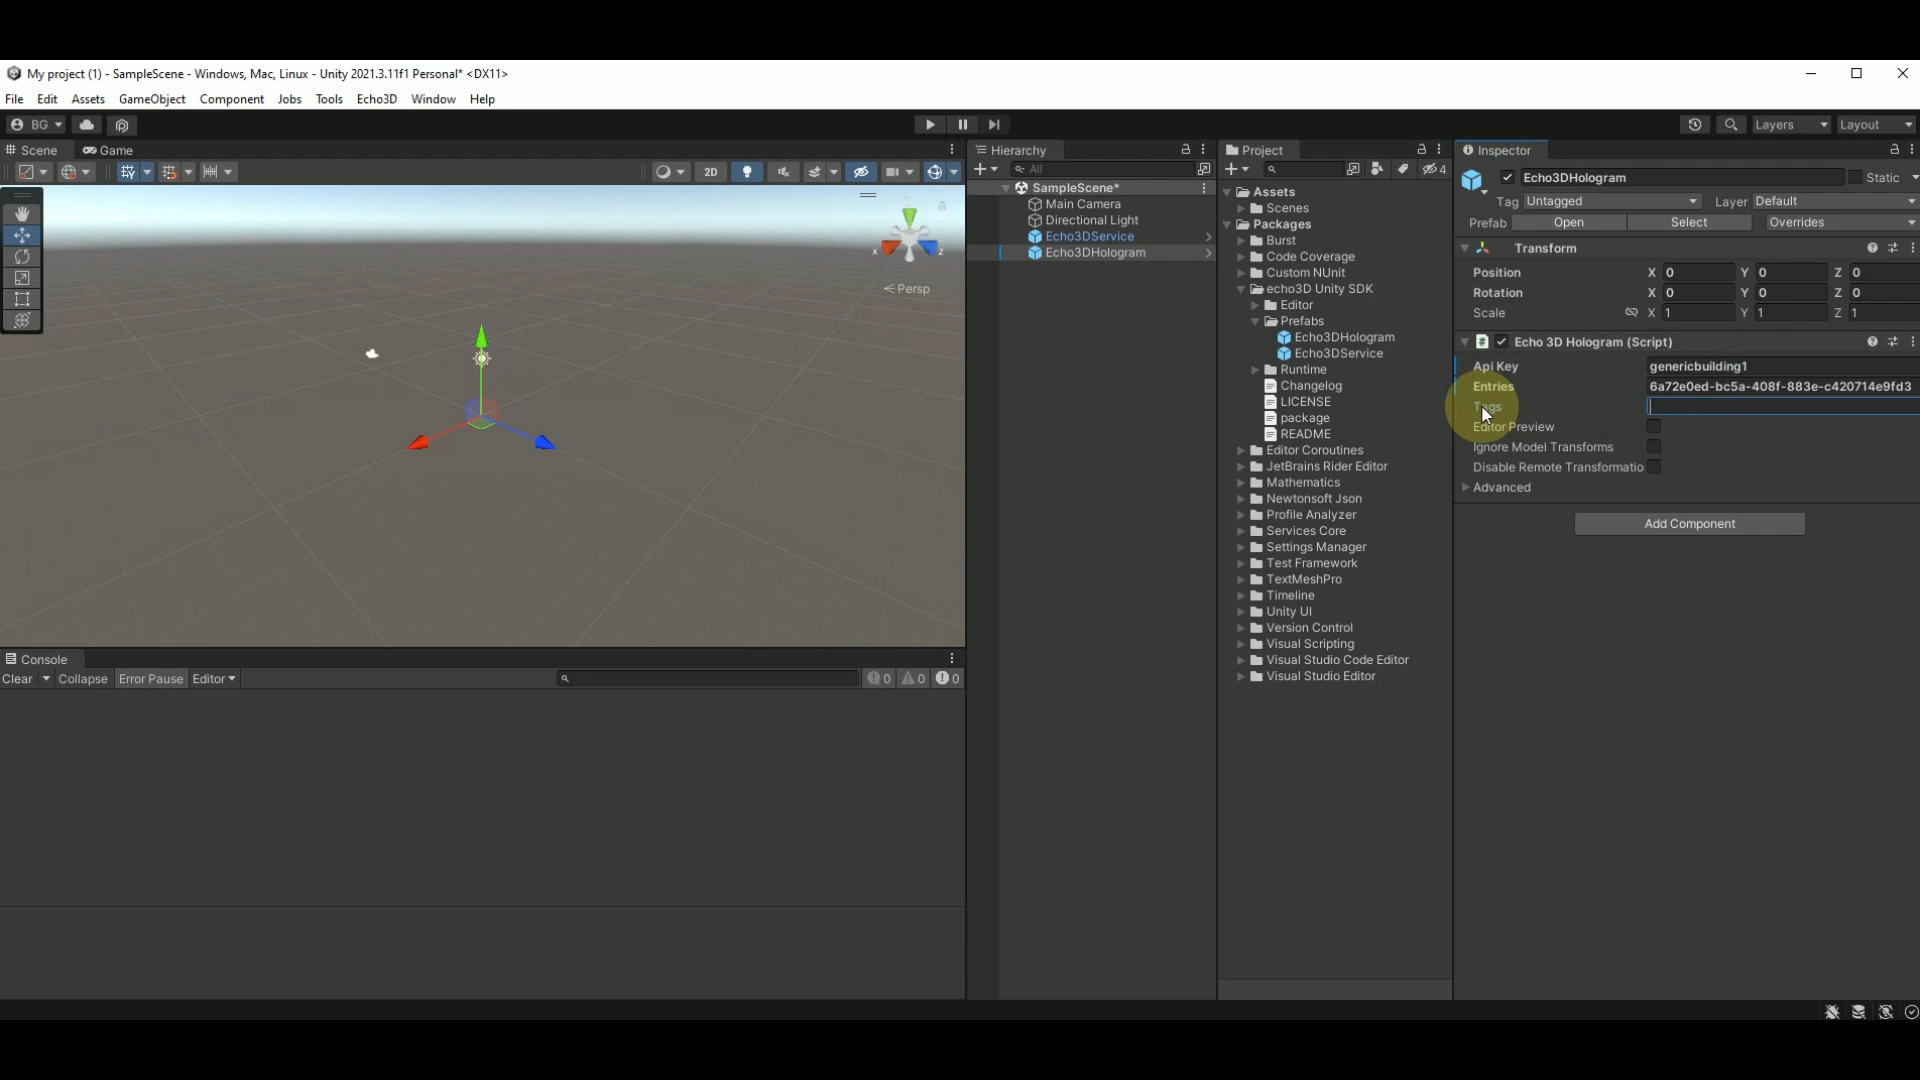 My project (1) - SampleScene - Windows, Mac, Linux - Unity 2021.3.11f1 Personal* <DX11>
File Edit Assets GameObject Component Jobs Tools Echo3D Window Help
BG Layers Layout
Scene Game
2D
x z
Persp
Console
Clear Collapse Error Pause Editor 0 0 0
Hierarchy
All
SampleScene*
Main Camera
Directional Light
Echo3DService
Echo3DHologram
Project
4
Assets
Scenes
Packages
Burst
Code Coverage
Custom NUnit
echo3D Unity SDK
Editor
Prefabs
Echo3DHologram
Echo3DService
Runtime
Changelog
LICENSE
package
README
Editor Coroutines
JetBrains Rider Editor
Mathematics
Newtonsoft Json
Profile Analyzer
Services Core
Settings Manager
Test Framework
TextMeshPro
Timeline
Unity UI
Version Control
Visual Scripting
Visual Studio Code Editor
Visual Studio Editor
Inspector
Echo3DHologram Static
Tag Untagged Layer Default
Prefab Open Select Overrides
Transform
Position X 0 Y 0 Z 0
Rotation X 0 Y 0 Z 0
Scale X 1 Y 1 Z 1
Echo 3D Hologram (Script)
Api Key genericbuilding1
Entries 6a72e0ed-bc5a-408f-883e-c420714e9fd3
Tags
Editor Preview
Ignore Model Transforms
Disable Remote Transformatio
Advanced
Add Component